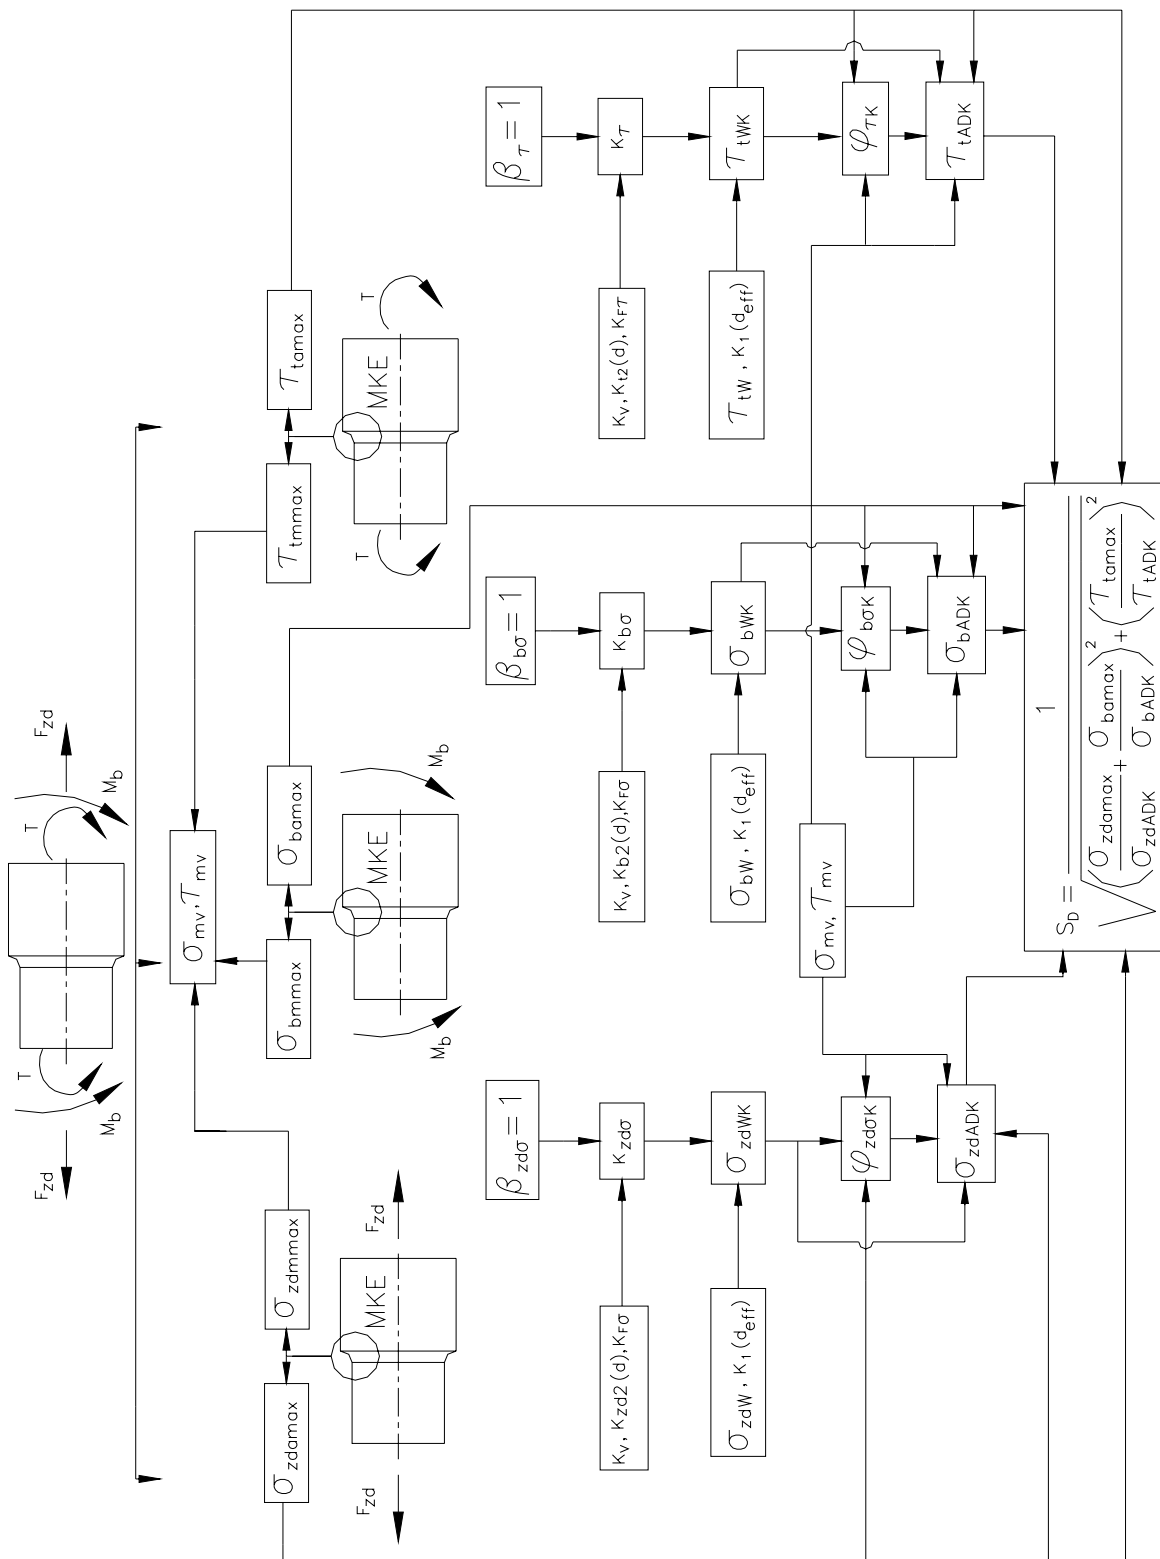 F_zd
M_b
T
T
M_b
F_zd
σ_mv, τ_mv
σ_zdamax
σ_zdmmax
σ_bmmax
σ_bamax
τ_tmmax
τ_tamax
F_zd
MKE
F_zd
M_b
MKE
M_b
T
MKE
T
β_zdσ = 1
β_bσ = 1
β_τ = 1
K_V, K_zd2(d), K_Fσ
K_zdσ
K_V, K_b2(d), K_Fσ
K_bσ
K_V, K_t2(d), K_Fτ
K_τ
σ_zdW, K_1(d_eff)
σ_zdWK
σ_bW, K_1(d_eff)
σ_bWK
τ_tW, K_1(d_eff)
τ_tWK
σ_mv, τ_mv
φ_zdσK
φ_bσK
φ_τK
σ_zdADK
σ_bADK
τ_tADK
S_D = 1 / √((σ_zdamax/σ_zdADK + σ_bamax/σ_bADK)² + (τ_tamax/τ_tADK)²)